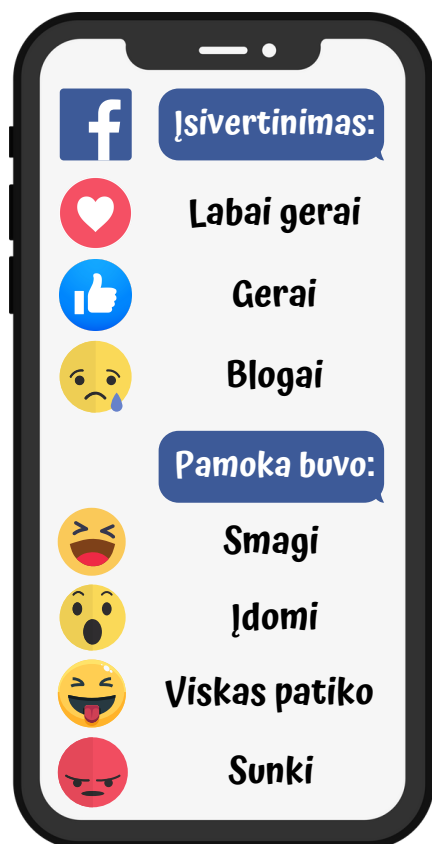 Įsivertinimas:
Labai gerai
Gerai
Blogai
Pamoka buvo:
Smagi
Įdomi
Viskas patiko
Sunki